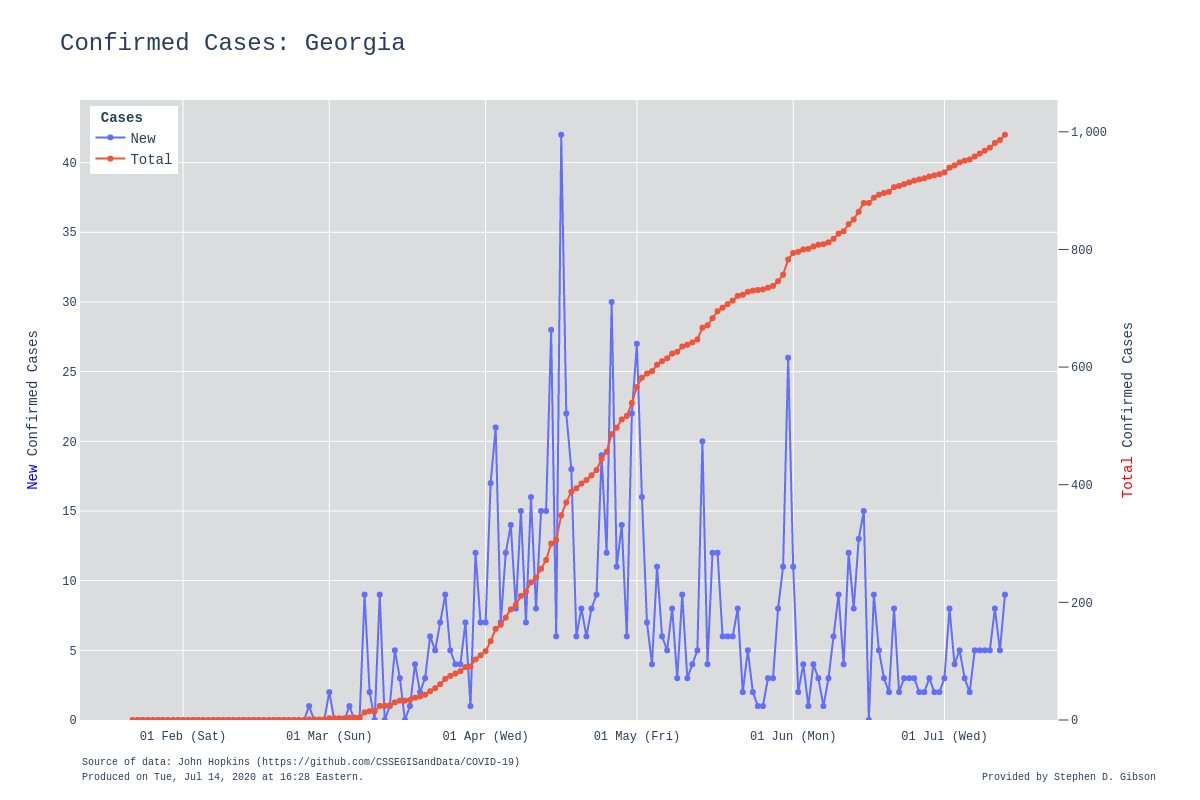 Confirmed Cases: Georgia
Cases
New
Total
40
35
30
25
20
15
10
5
0
1,000
800
600
400
200
0
New Confirmed Cases
Total Confirmed Cases
01 Feb (Sat)
01 Mar (Sun)
01 Apr (Wed)
01 May (Fri)
01 Jun (Mon)
01 Jul (Wed)
Source of data: John Hopkins (https://github.com/CSSEGISandData/COVID-19)
Produced on Tue, Jul 14, 2020 at 16:28 Eastern.
Provided by Stephen D. Gibson